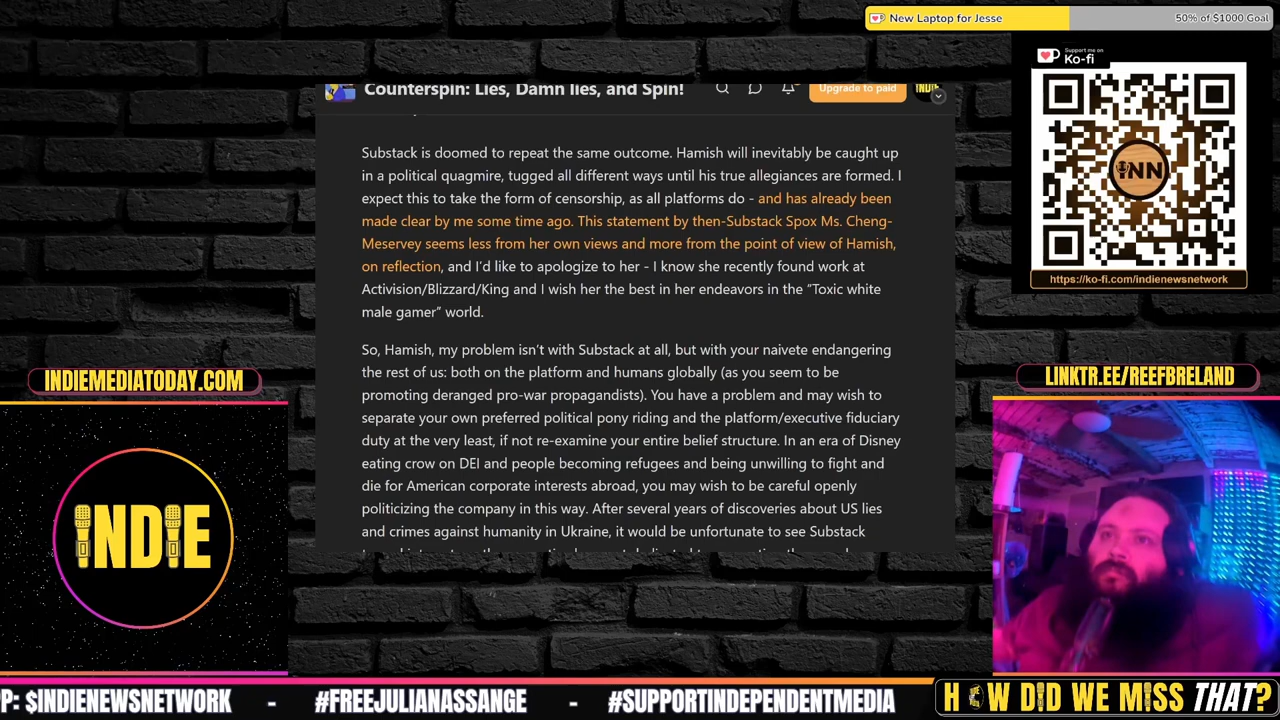 New Laptop for Jesse
50% of $1000 Goal
Support me on
Ko-fi
iNN
https://ko-fi.com/indienewsnetwork
Counterspin: Lies, Damn lies, and Spin!
Upgrade to paid
INDIE
Substack is doomed to repeat the same outcome. Hamish will inevitably be caught up
in a political quagmire, tugged all different ways until his true allegiances are formed. I
expect this to take the form of censorship, as all platforms do - and has already been
made clear by me some time ago. This statement by then-Substack Spox Ms. Cheng-
Meservey seems less from her own views and more from the point of view of Hamish,
on reflection, and I'd like to apologize to her - I know she recently found work at
Activision/Blizzard/King and I wish her the best in her endeavors in the "Toxic white
male gamer" world.
So, Hamish, my problem isn't with Substack at all, but with your naivete endangering
the rest of us: both on the platform and humans globally (as you seem to be
promoting deranged pro-war propagandists). You have a problem and may wish to
separate your own preferred political pony riding and the platform/executive fiduciary
duty at the very least, if not re-examine your entire belief structure. In an era of Disney
eating crow on DEI and people becoming refugees and being unwilling to fight and
die for American corporate interests abroad, you may wish to be careful openly
politicizing the company in this way. After several years of discoveries about US lies
and crimes against humanity in Ukraine, it would be unfortunate to see Substack
INDIEMEDIATODAY.COM
INDIE
LINKTR.EE/REEFBRELAND
P: $INDIENEWSNETWORK - #FREEJULIANASSANGE - #SUPPORTINDEPENDENTMEDIA
HOW DID WE MISS THAT?